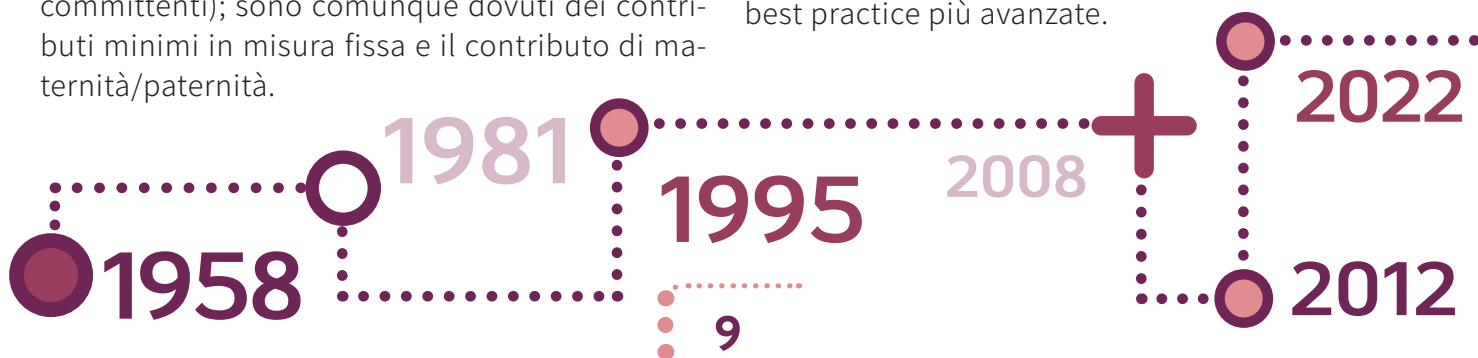 committenti); sono comunque dovuti dei contri-
buti minimi in misura fissa e il contributo di ma-
ternità/paternità.
best practice più avanzate.
1958
1981
1995
2008
2012
2022
9